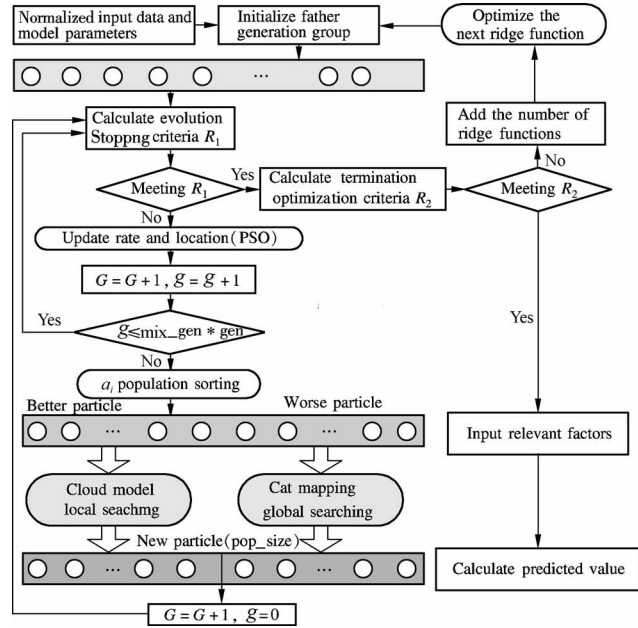 Normalized input data and
model parameters
Initialize father
generation group
Optimize the
next ridge function
...
Calculate evolution
Stoppng criteria R₁
Add the number of
ridge functions
Meeting R₁
Yes
Calculate termination
optimization criteria R₂
Meeting R₂
No
No
Update rate and location(PSO)
G=G+1, g=g+1
Yes
g≤mix_gen * gen
Yes
No
aᵢ population sorting
Better particle
Worse particle
...
...
Input relevant factors
Cloud model
local seachmg
Cat mapping
global searching
New particle(pop_size)
...
...
Calculate predicted value
G=G+1, g=0